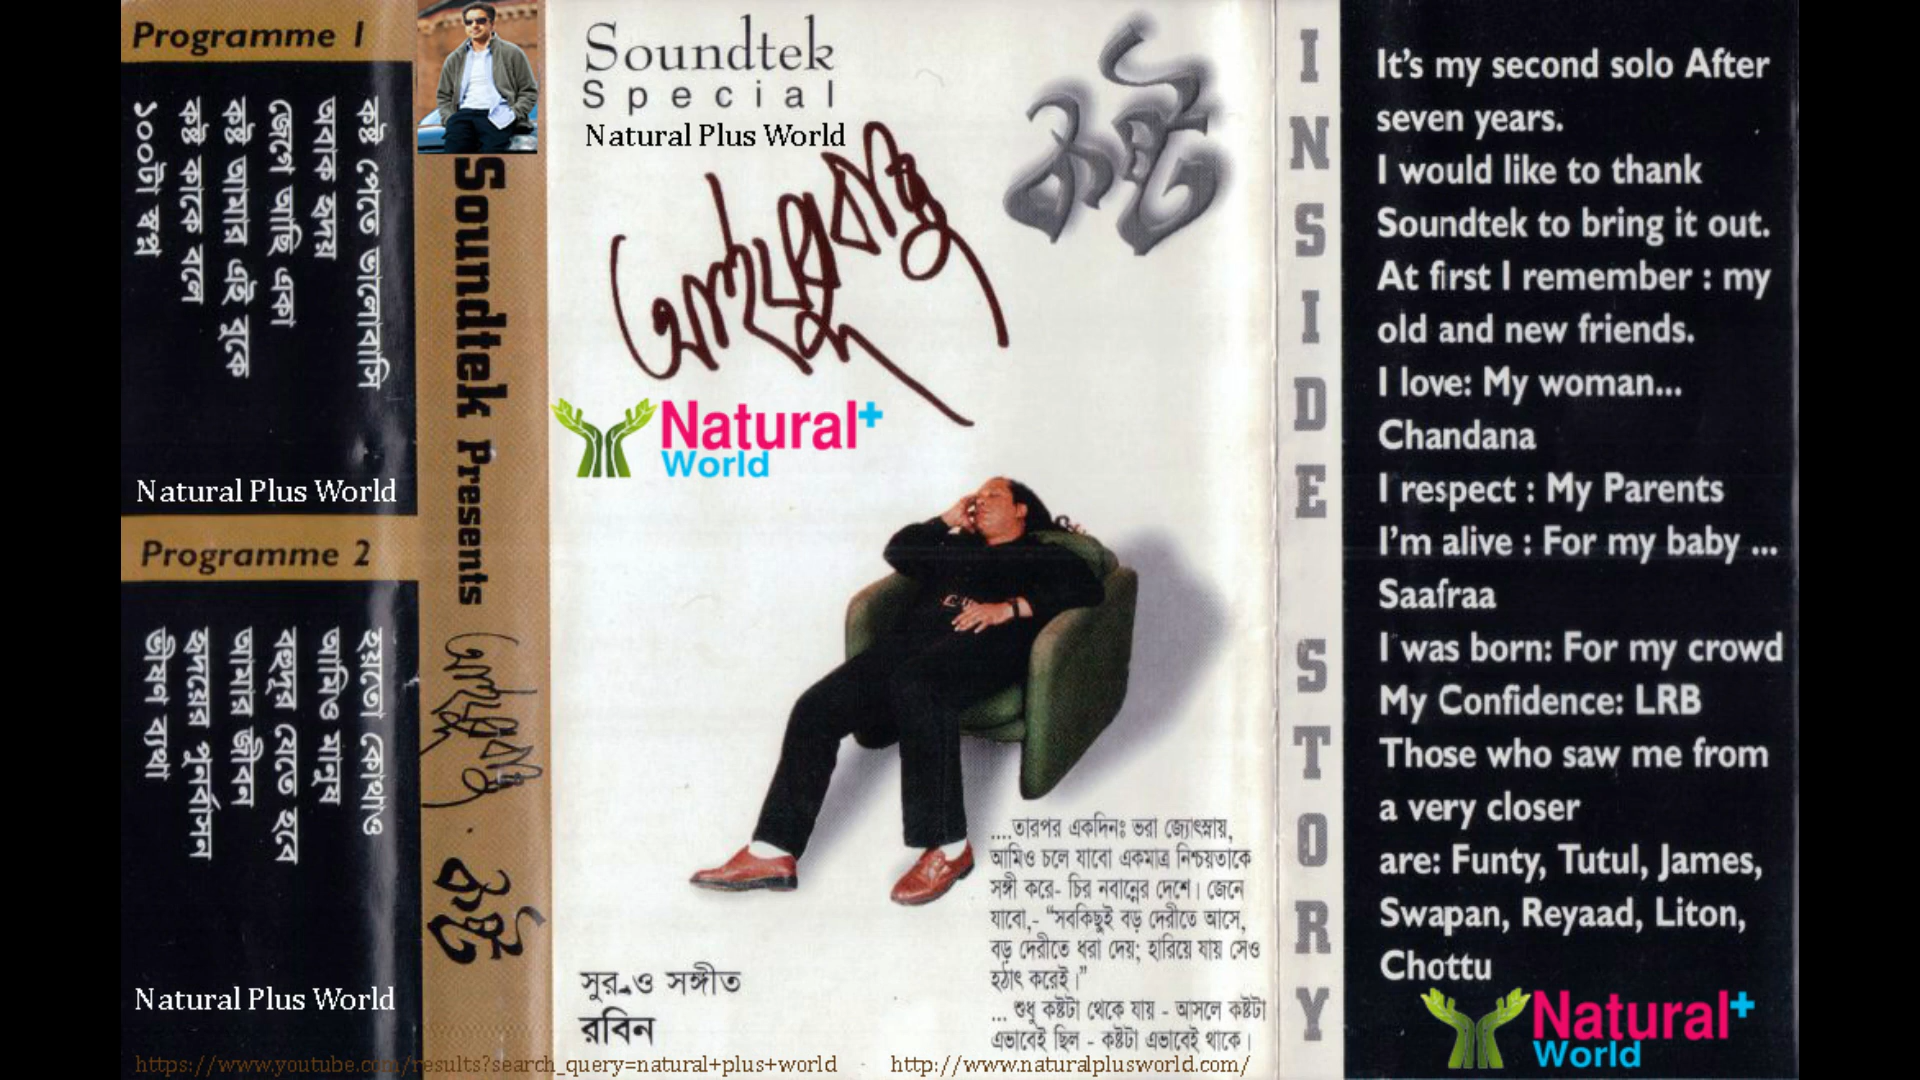 Programme 1
কষ্ট পেতে ভালোবাসি
অবাক হৃদয়
জেগে আছি একা
কষ্ট আমার এই বুকে
কষ্ট কাকে বলে
১০০টা স্বপ্ন
Natural Plus World
Programme 2
হয়তো কোথাও
আমিও মানুষ
বহুদূর যেতে হবে
আমার জীবন
হৃদয়ের পুনর্বাসন
ভীষণ ব্যথা
Natural Plus World
Soundtek Presents
আইয়ুব বাচ্চু
কষ্ট
Soundtek
Special
Natural Plus World
কষ্ট
আইয়ুব বাচ্চু
Natural+
World
....তারপর একদিনঃ ভরা জ্যোৎস্নায়,
আমিও চলে যাবো একমাত্র নিশ্চয়তাকে
সঙ্গী করে- চির নবান্নের দেশে। জেনে
যাবো,- “সবকিছুই বড় দেরীতে আসে,
বড় দেরীতে ধরা দেয়; হারিয়ে যায় সেও
হঠাৎ করেই।”
... শুধু কষ্টটা থেকে যায় - আসলে কষ্টটা
এভাবেই ছিল - কষ্টটা এভাবেই থাকে।
সুর ও সঙ্গীত
রবিন
INSIDE STORY
It's my second solo After
seven years.
I would like to thank
Soundtek to bring it out.
At first I remember : my
old and new friends.
I love: My woman...
Chandana
I respect : My Parents
I'm alive : For my baby ...
Saafraa
I was born: For my crowd
My Confidence: LRB
Those who saw me from
a very closer
are: Funty, Tutul, James,
Swapan, Reyaad, Liton,
Chottu
Natural+
World
https://www.youtube.com/results?search_query=natural+plus+world
http://www.naturalplusworld.com/